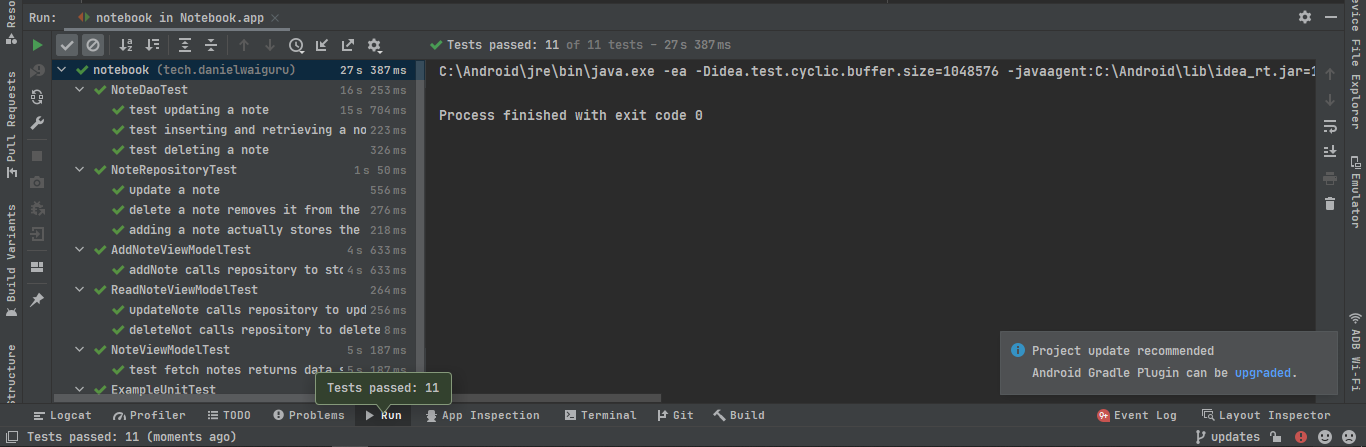 Run: notebook in Notebook.app
Tests passed: 11 of 11 tests – 27 s 387 ms
notebook (tech.danielwaiguru) 27 s 387 ms
NoteDaoTest 16 s 253 ms
test updating a note 15 s 704 ms
test inserting and retrieving a no 223 ms
test deleting a note 326 ms
NoteRepositoryTest 1 s 50 ms
update a note 556 ms
delete a note removes it from the 276 ms
adding a note actually stores the 218 ms
AddNoteViewModelTest 4 s 633 ms
addNote calls repository to sto 4 s 633 ms
ReadNoteViewModelTest 264 ms
updateNote calls repository to upd 256 ms
deleteNot calls repository to delete 8 ms
NoteViewModelTest 5 s 187 ms
test fetch notes returns data s 5 s 187 ms
ExampleUnitTest
C:\Android\jre\bin\java.exe -ea -Didea.test.cyclic.buffer.size=1048576 -javaagent:C:\Android\lib\idea_rt.jar=1
Process finished with exit code 0
Project update recommended
Android Gradle Plugin can be upgraded.
Tests passed: 11
Reso
Pull Requests
Build Variants
structure
evice File Explorer
Emulator
ADB Wi-Fi
Logcat Profiler TODO Problems Run App Inspection Terminal Git Build 9+ Event Log Layout Inspector
Tests passed: 11 (moments ago) updates